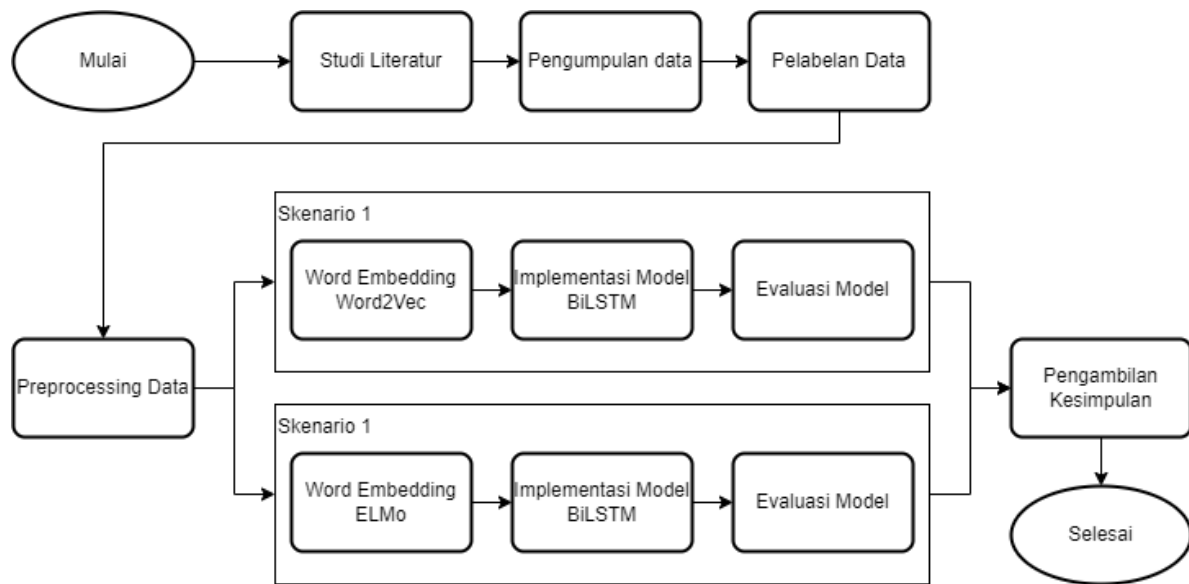 Mulai
Studi Literatur
Pengumpulan data
Pelabelan Data
Preprocessing Data
Skenario 1
Word Embedding
Word2Vec
Implementasi Model
BiLSTM
Evaluasi Model
Skenario 1
Word Embedding
ELMo
Implementasi Model
BiLSTM
Evaluasi Model
Pengambilan
Kesimpulan
Selesai